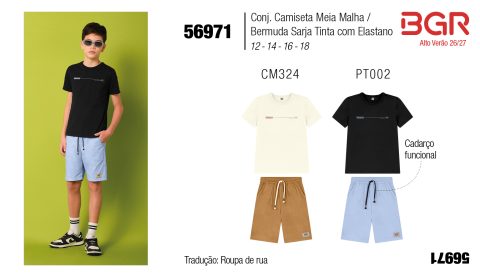 56971
Conj. Camiseta Meia Malha /
Bermuda Sarja Tinta com Elastano
12 - 14 - 16 - 18
BGR
Alto Verão 26/27
CM324
PT002
Cadarço
funcional
Tradução: Roupa de rua
56971